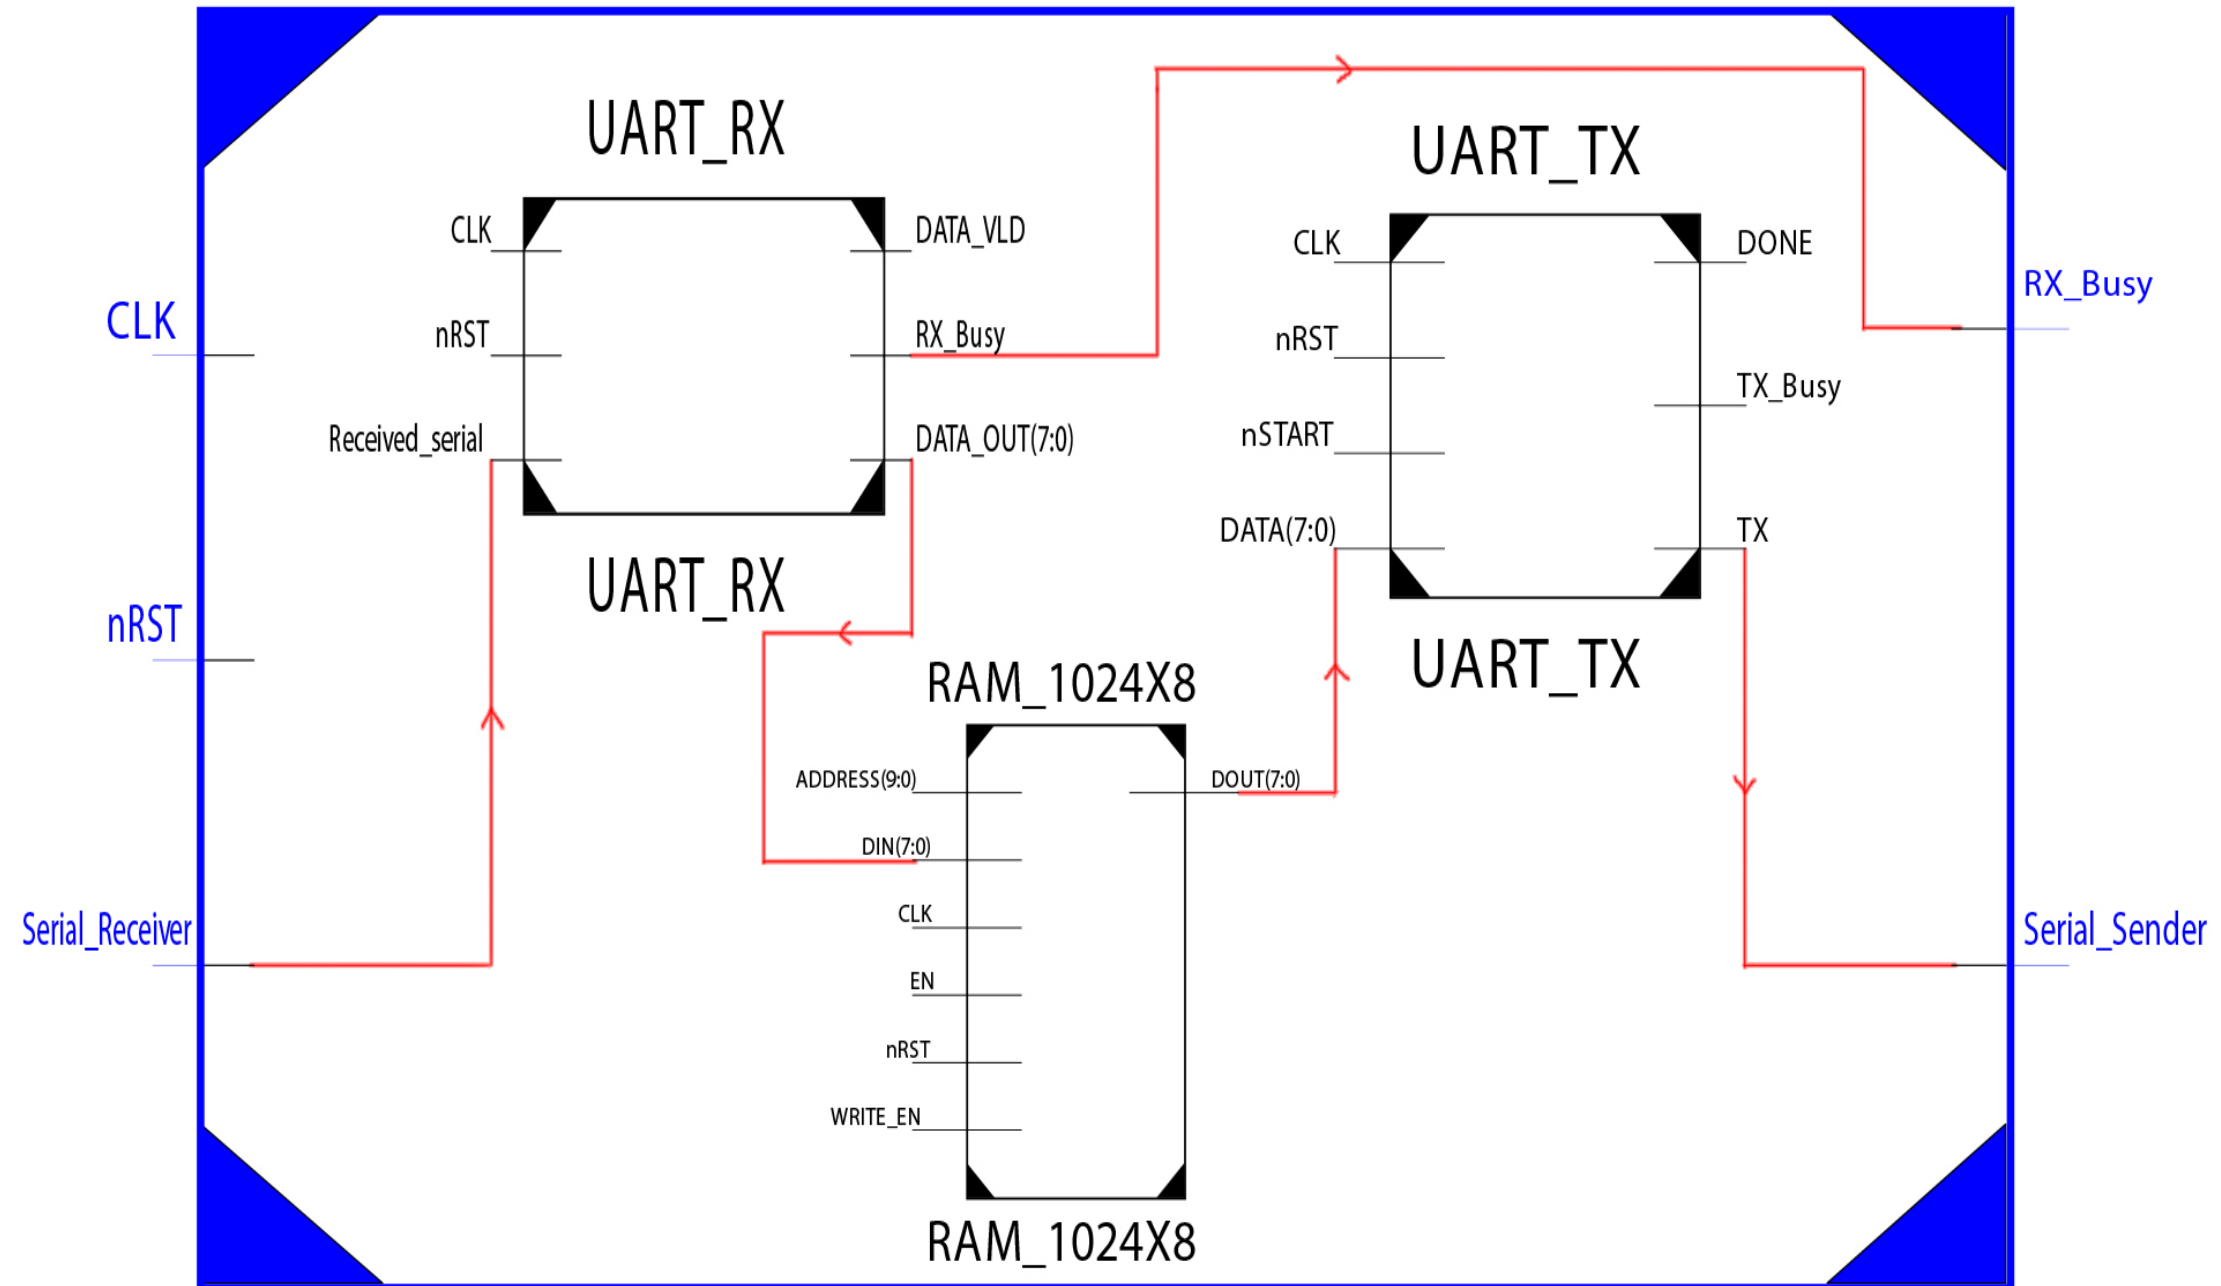 UART_RX
CLK
DATA_VLD
nRST
RX_Busy
Received_serial
DATA_OUT(7:0)
UART_RX
UART_TX
CLK
DONE
nRST
TX_Busy
nSTART
DATA(7:0)
TX
UART_TX
CLK
nRST
Serial_Receiver
RX_Busy
Serial_Sender
RAM_1024X8
ADDRESS(9:0)
DOUT(7:0)
DIN(7:0)
CLK
EN
nRST
WRITE_EN
RAM_1024X8